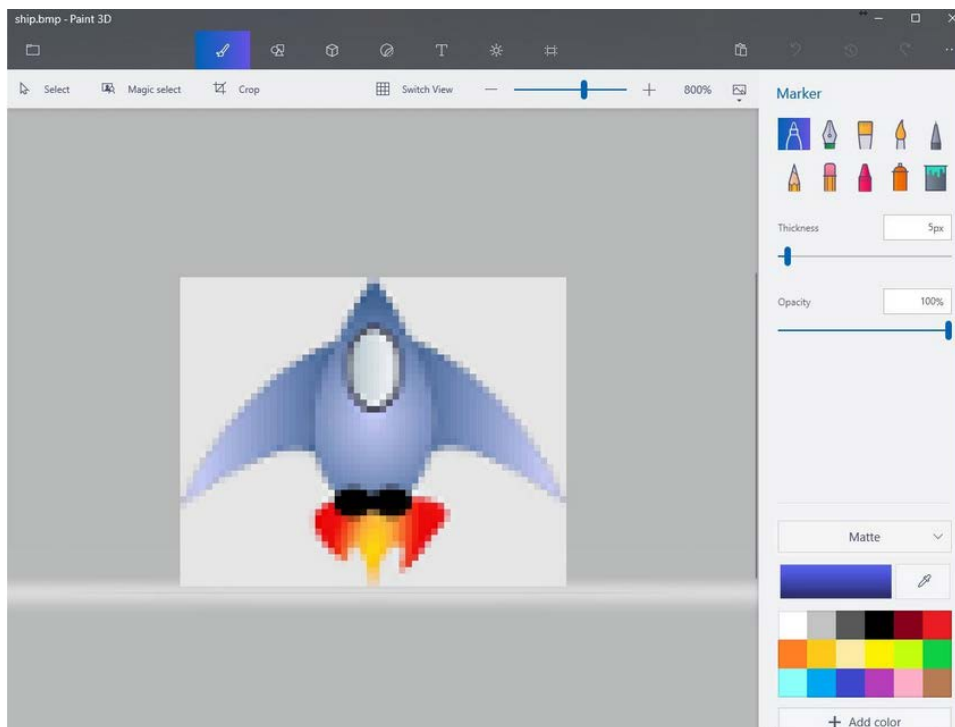 ship.bmp - Paint 3D
T
Select Magic select Crop Switch View 800%
Marker
Thickness 5px
Opacity 100%
Matte
+ Add color